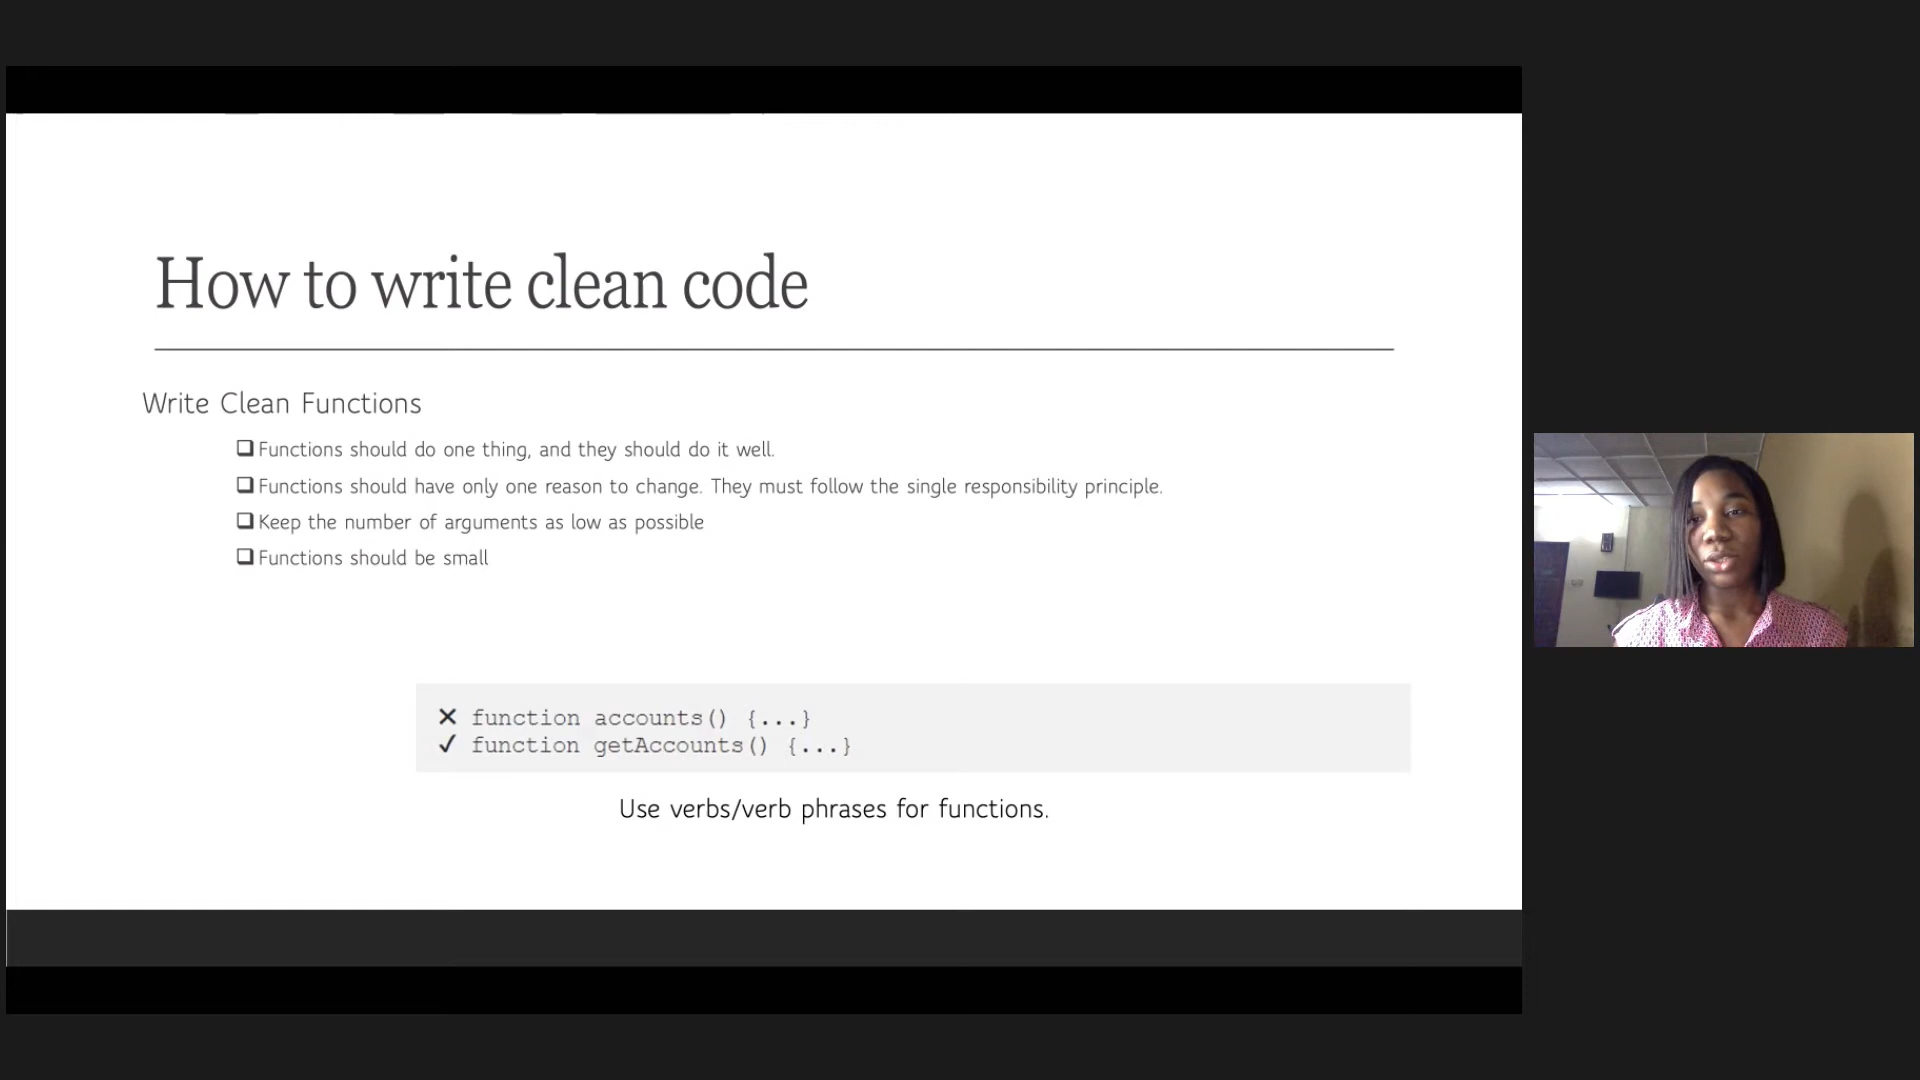 How to write clean code
Write Clean Functions
❑ Functions should do one thing, and they should do it well.
❑ Functions should have only one reason to change. They must follow the single responsibility principle.
❑ Keep the number of arguments as low as possible
❑ Functions should be small
✕ function accounts() {...}
✓ function getAccounts() {...}
Use verbs/verb phrases for functions.